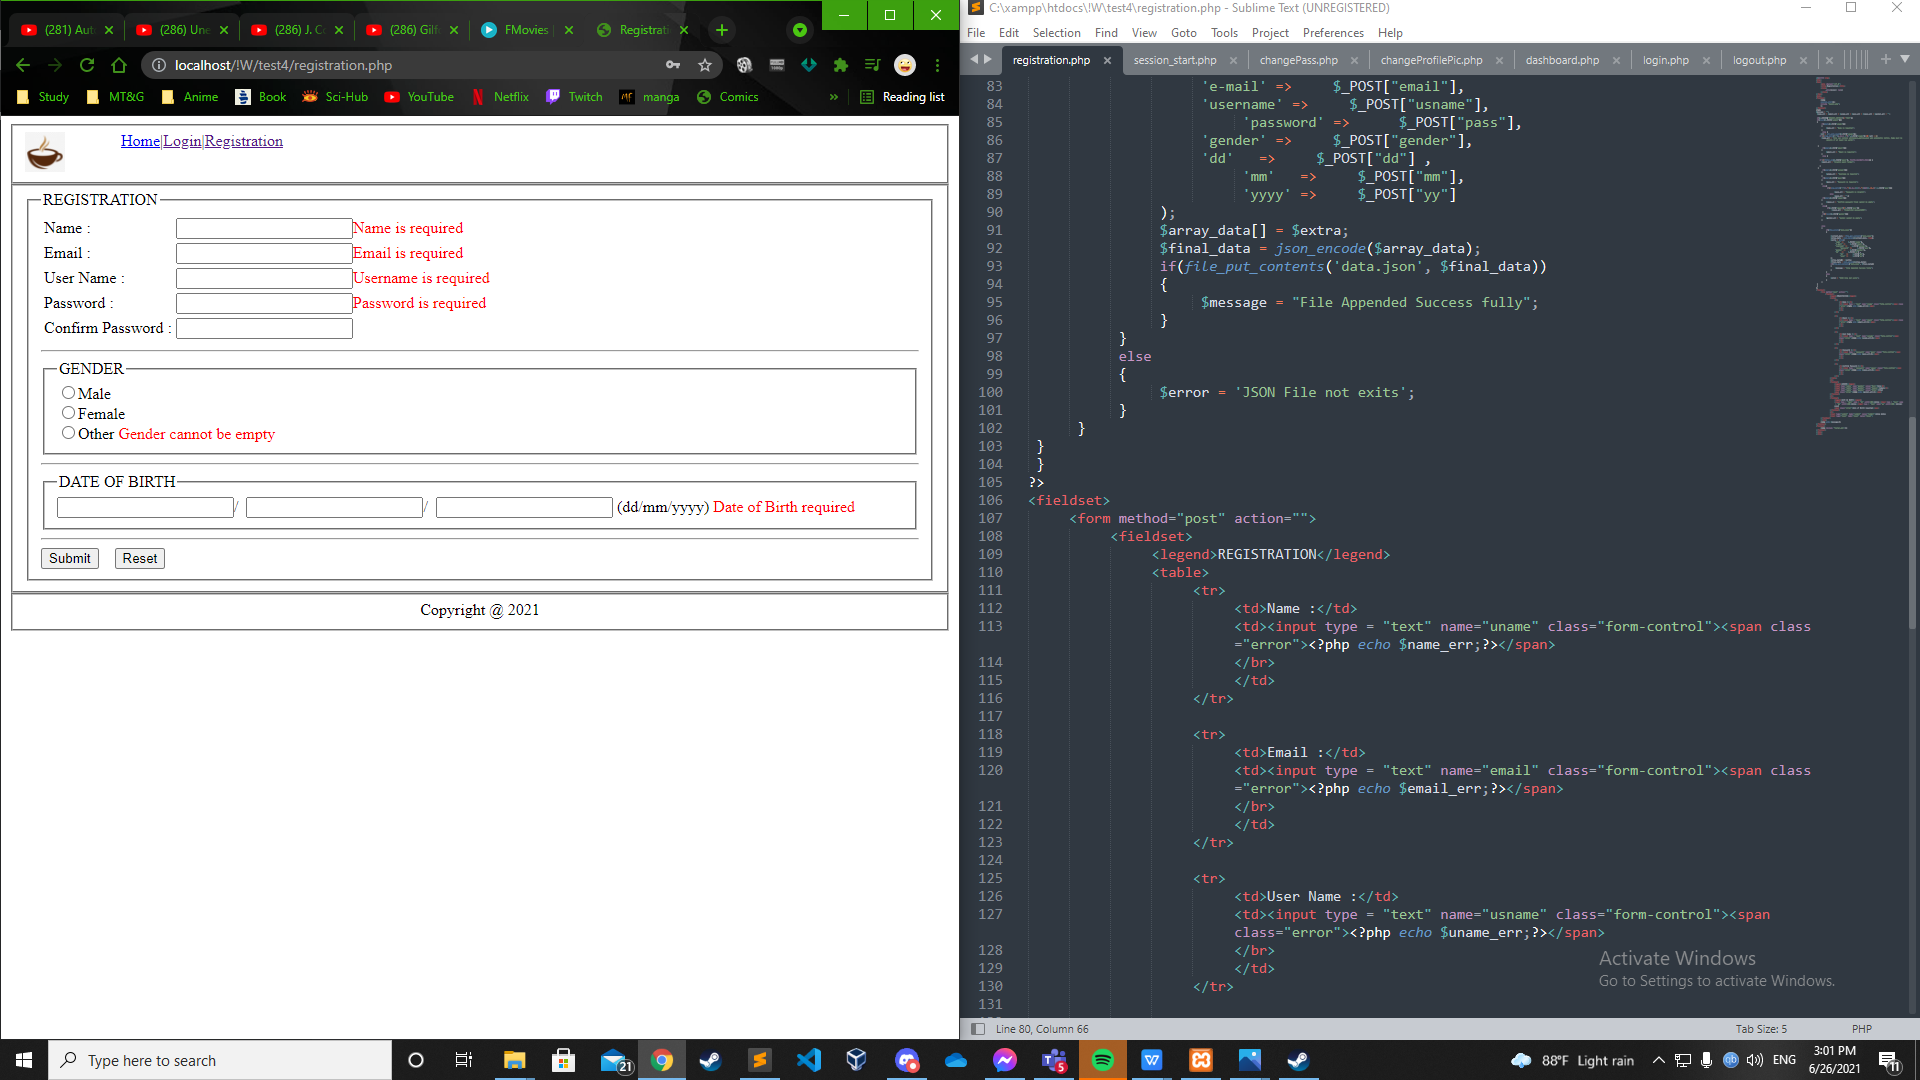 (281) Aut
(286) Une
(286) J. C
(286) Gilf
FMovies
Registrati
localhost/!W/test4/registration.php
Study
MT&G
Anime
Book
Sci-Hub
YouTube
Netflix
Twitch
manga
Comics
»
Reading list
Home|Login|Registration
REGISTRATION
Name :
Name is required
Email :
Email is required
User Name :
Username is required
Password :
Password is required
Confirm Password :
GENDER
Male
Female
Other Gender cannot be empty
DATE OF BIRTH
/ / (dd/mm/yyyy) Date of Birth required
Submit
Reset
Copyright @ 2021
C:\xampp\htdocs\!W\test4\registration.php - Sublime Text (UNREGISTERED)
File Edit Selection Find View Goto Tools Project Preferences Help
registration.php
session_start.php
changePass.php
changeProfilePic.php
dashboard.php
login.php
logout.php
83 'e-mail' => $_POST["email"],
84 'username' => $_POST["usname"],
85 'password' => $_POST["pass"],
86 'gender' => $_POST["gender"],
87 'dd' => $_POST["dd"] ,
88 'mm' => $_POST["mm"],
89 'yyyy' => $_POST["yy"]
90 );
91 $array_data[] = $extra;
92 $final_data = json_encode($array_data);
93 if(file_put_contents('data.json', $final_data))
94 {
95 $message = "File Appended Success fully";
96 }
97 }
98 else
99 {
100 $error = 'JSON File not exits';
101 }
102 }
103 }
104 }
105 ?>
106 <fieldset>
107 <form method="post" action="">
108 <fieldset>
109 <legend>REGISTRATION</legend>
110 <table>
111 <tr>
112 <td>Name :</td>
113 <td><input type = "text" name="uname" class="form-control"><span class
="error"><?php echo $name_err;?></span>
114 </br>
115 </td>
116 </tr>
117
118 <tr>
119 <td>Email :</td>
120 <td><input type = "text" name="email" class="form-control"><span class
="error"><?php echo $email_err;?></span>
121 </br>
122 </td>
123 </tr>
124
125 <tr>
126 <td>User Name :</td>
127 <td><input type = "text" name="usname" class="form-control"><span
class="error"><?php echo $uname_err;?></span>
128 </br>
129 </td>
130 </tr>
131
Activate Windows
Go to Settings to activate Windows.
Line 80, Column 66
Tab Size: 5
PHP
Type here to search
21
5
88°F Light rain
ENG
3:01 PM
6/26/2021
11